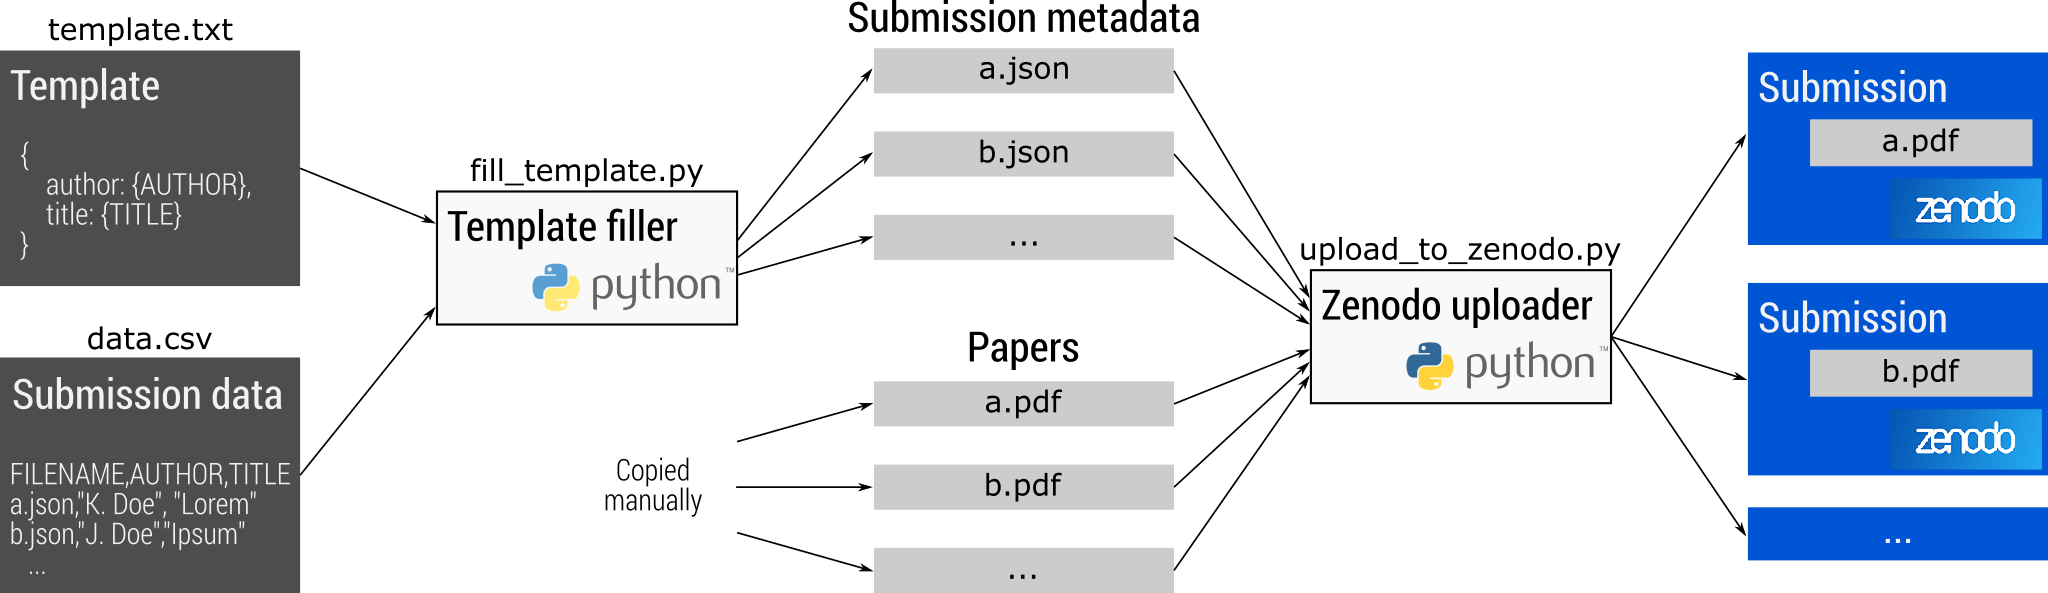 template.txt
Template
{
author: {AUTHOR},
title: {TITLE}
}
data.csv
Submission data
FILENAME,AUTHOR,TITLE
a.json,"K. Doe", "Lorem"
b.json,"J. Doe","Ipsum"
...
fill_template.py
Template filler
python™
Submission metadata
a.json
b.json
...
Papers
Copied
manually
a.pdf
b.pdf
...
upload_to_zenodo.py
Zenodo uploader
python™
Submission
a.pdf
zenodo
Submission
b.pdf
zenodo
...